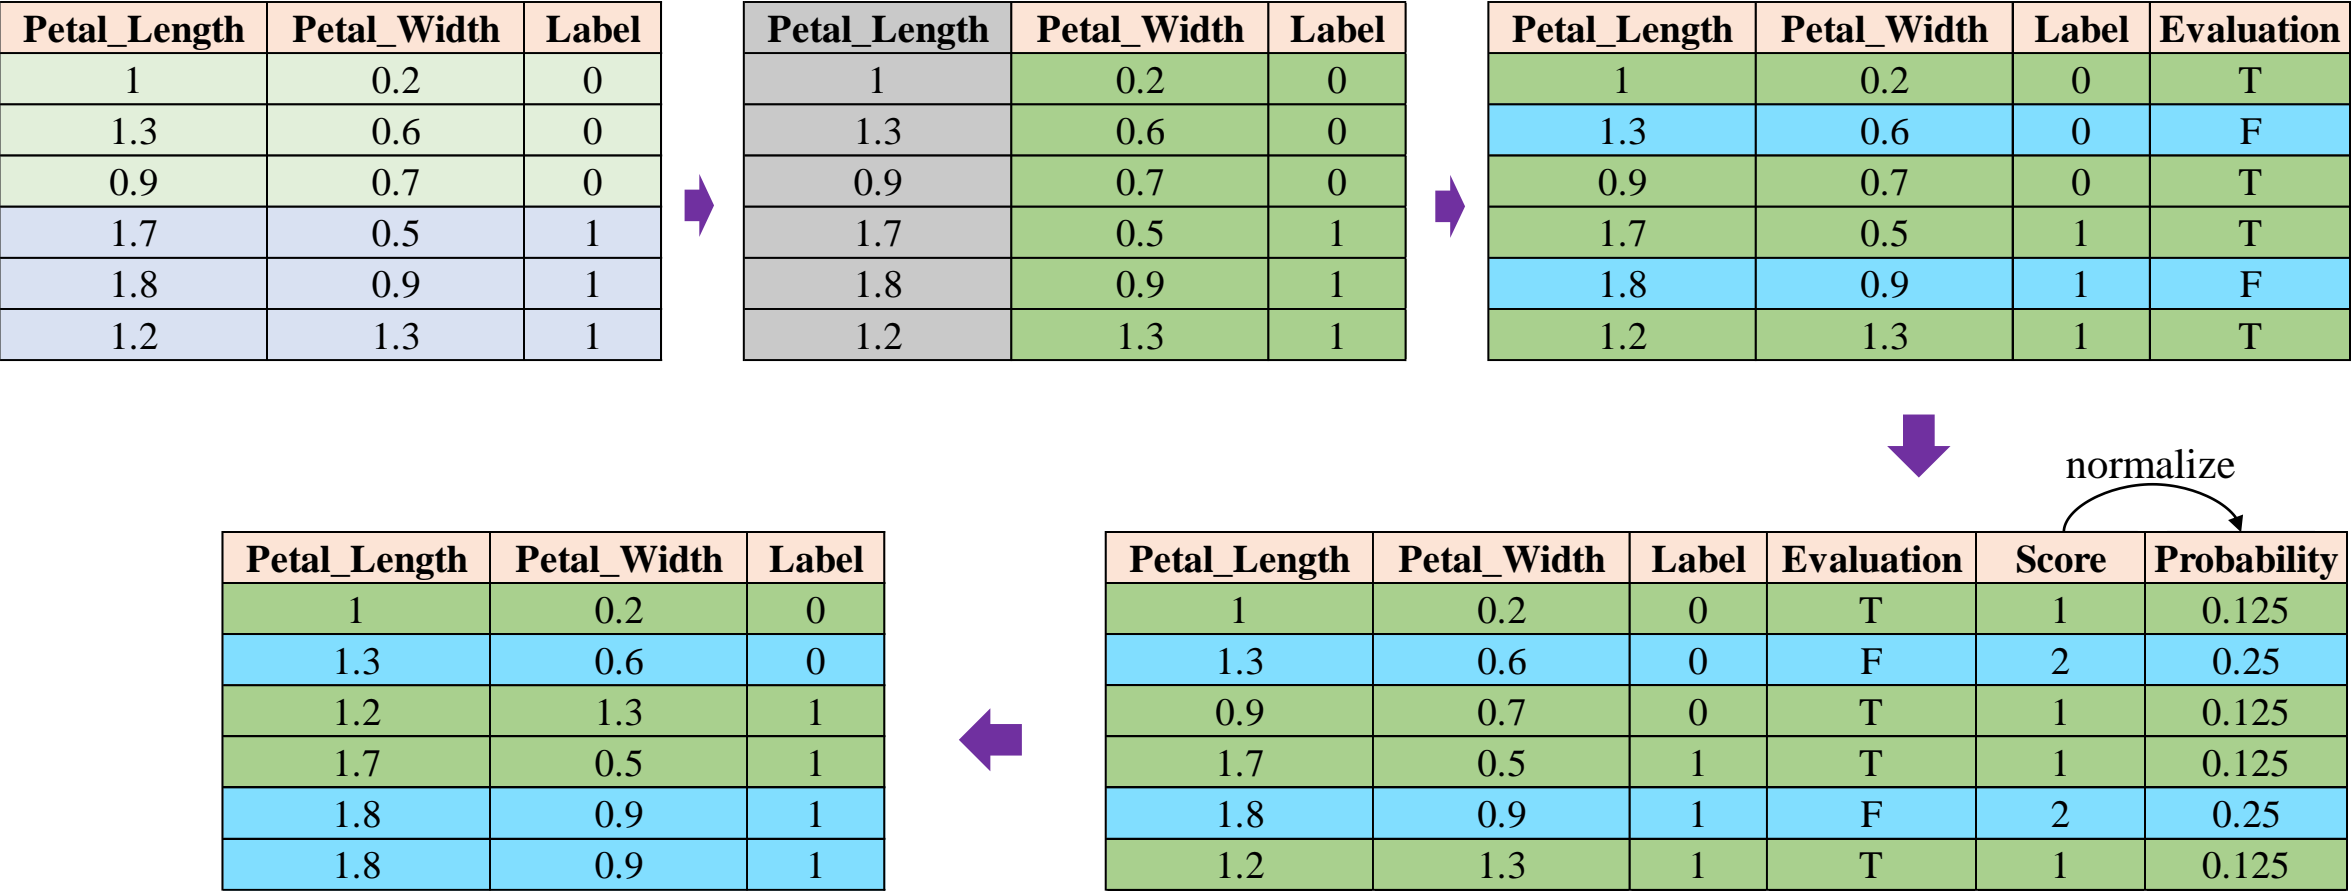 Petal_Length Petal_Width Label
1 0.2 0
1.3 0.6 0
0.9 0.7 0
1.7 0.5 1
1.8 0.9 1
1.2 1.3 1
Petal_Length Petal_Width Label
1 0.2 0
1.3 0.6 0
0.9 0.7 0
1.7 0.5 1
1.8 0.9 1
1.2 1.3 1
Petal_Length Petal_Width Label Evaluation
1 0.2 0 T
1.3 0.6 0 F
0.9 0.7 0 T
1.7 0.5 1 T
1.8 0.9 1 F
1.2 1.3 1 T
normalize
Petal_Length Petal_Width Label Evaluation Score Probability
1 0.2 0 T 1 0.125
1.3 0.6 0 F 2 0.25
0.9 0.7 0 T 1 0.125
1.7 0.5 1 T 1 0.125
1.8 0.9 1 F 2 0.25
1.2 1.3 1 T 1 0.125
Petal_Length Petal_Width Label
1 0.2 0
1.3 0.6 0
1.2 1.3 1
1.7 0.5 1
1.8 0.9 1
1.8 0.9 1